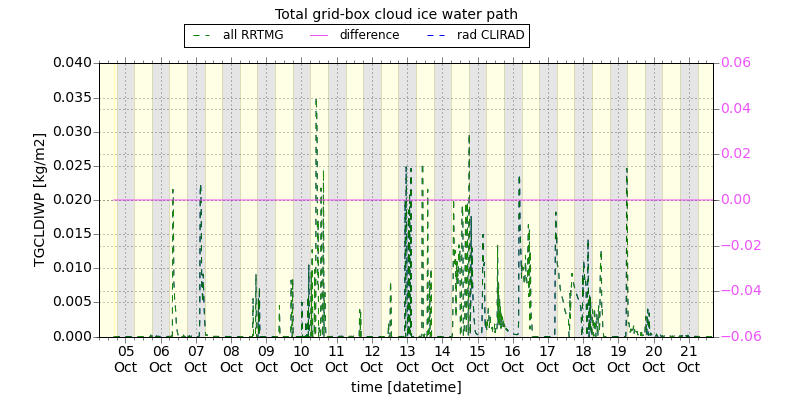 Total grid-box cloud ice water path
all RRTMG difference rad CLIRAD
0.040
0.035
0.030
0.025
0.020
0.015
0.010
0.005
0.000
TGCLDIWP [kg/m2]
0.06
0.04
0.02
0.00
−0.02
−0.04
−0.06
05 06 07 08 09 10 11 12 13 14 15 16 17 18 19 20 21
Oct Oct Oct Oct Oct Oct Oct Oct Oct Oct Oct Oct Oct Oct Oct Oct Oct
time [datetime]